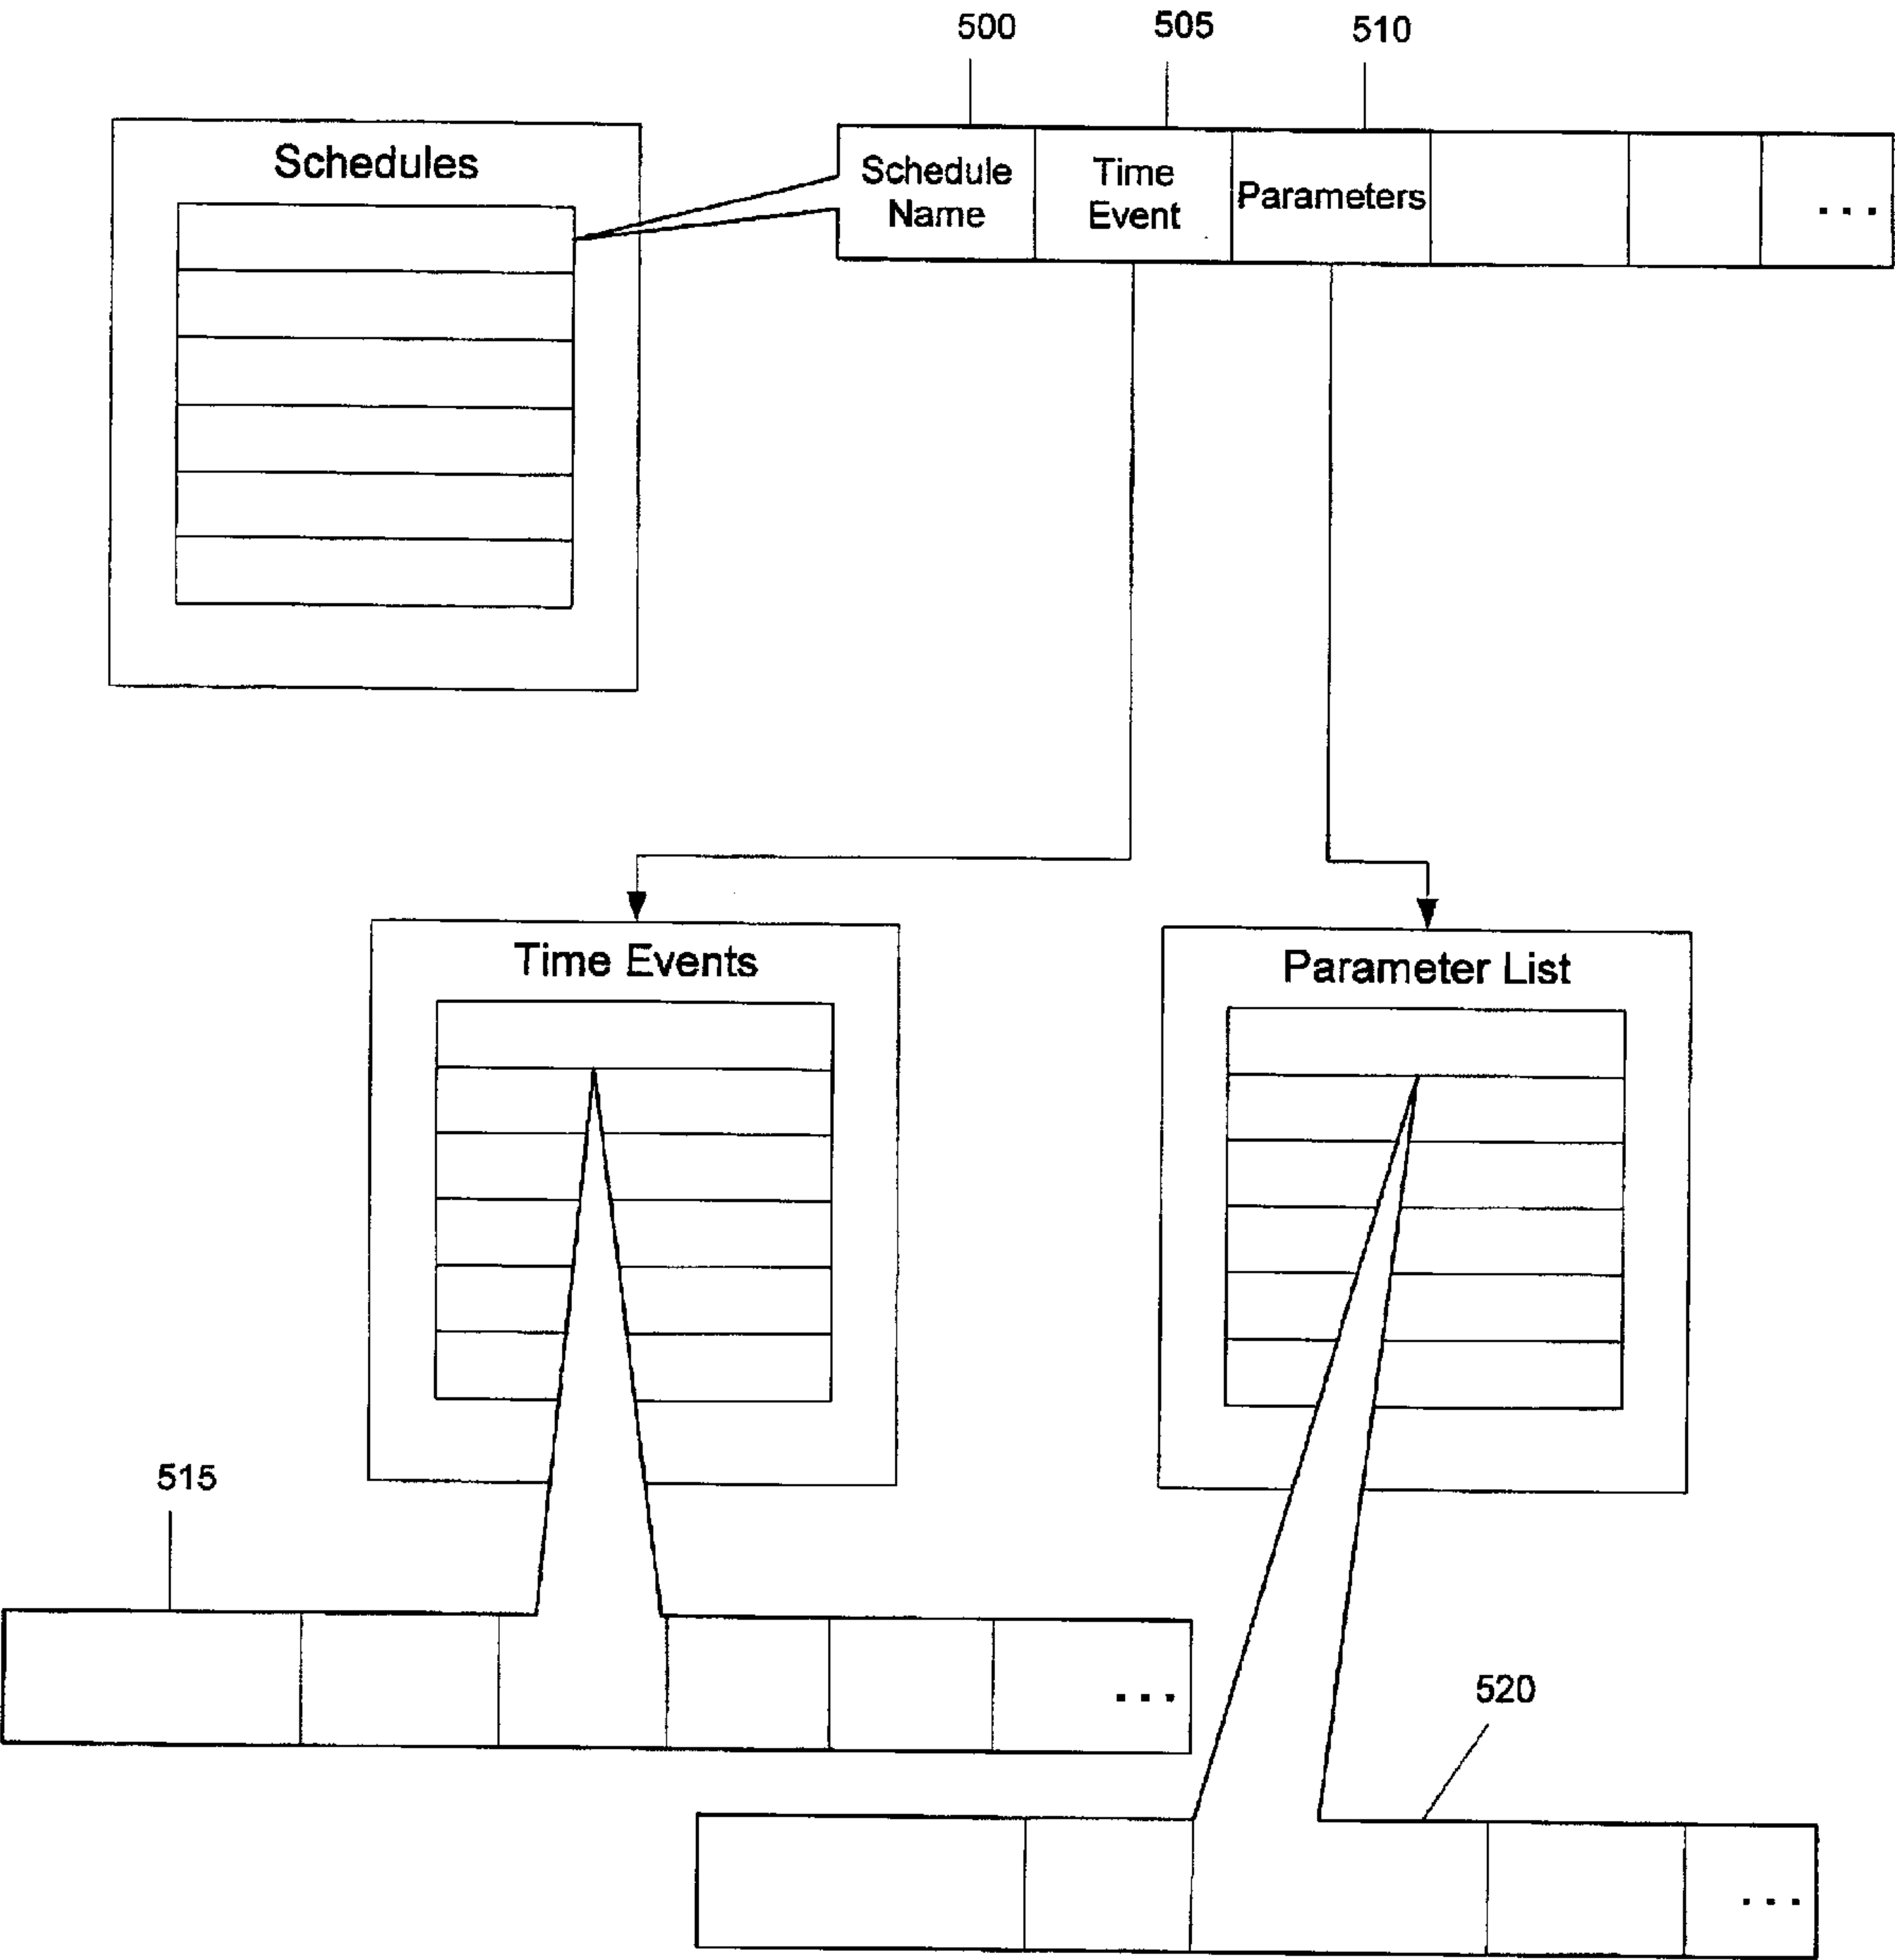 500
505
510
Schedules
Schedule
Name
Time
Event
Parameters
...
Time Events
Parameter List
515
...
520
...